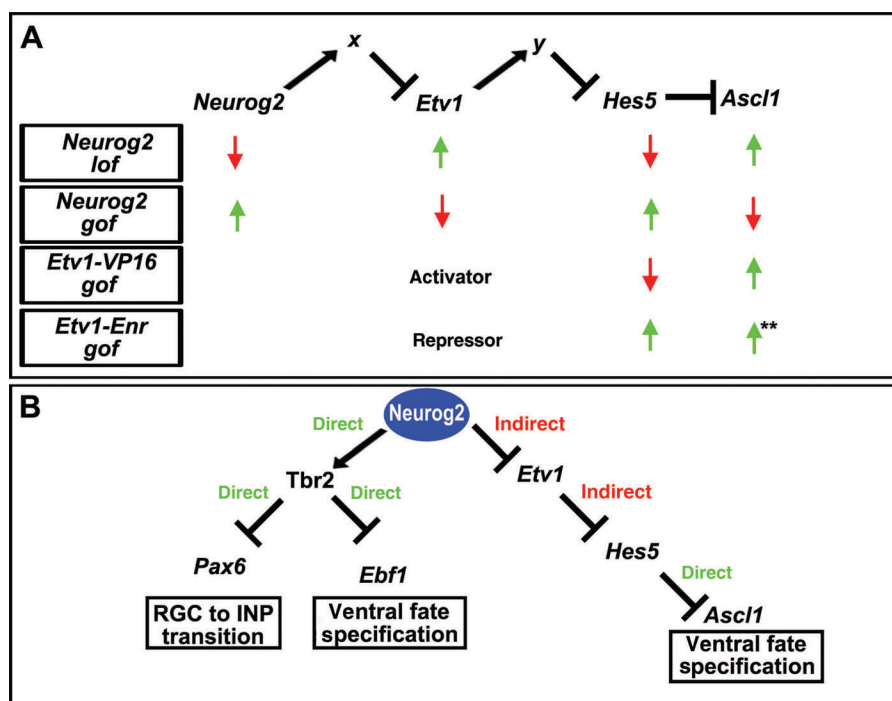 A
x
y
Neurog2
Etv1
Hes5
Ascl1
Neurog2
lof
Neurog2
gof
Etv1-VP16
gof
Activator
Etv1-Enr
gof
Repressor
**
B
Neurog2
Direct
Indirect
Tbr2
Etv1
Direct
Direct
Indirect
Pax6
Ebf1
Hes5
Direct
RGC to INP
transition
Ventral fate
specification
Ascl1
Ventral fate
specification